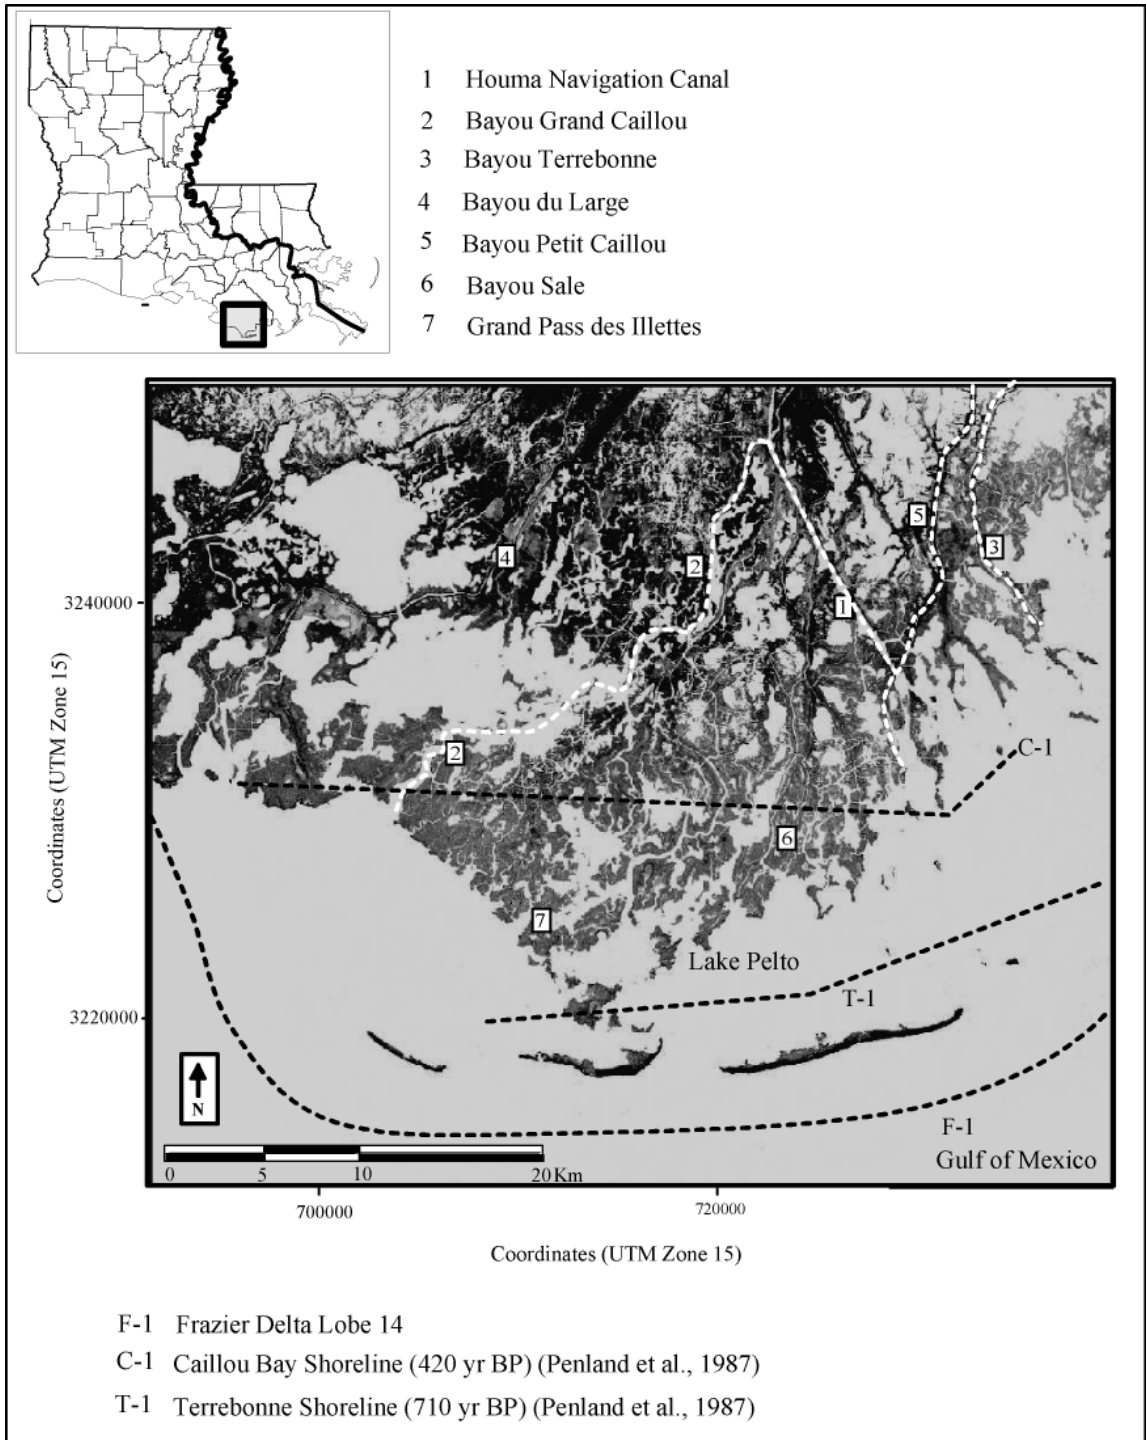 1 Houma Navigation Canal
2 Bayou Grand Caillou
3 Bayou Terrebonne
4 Bayou du Large
5 Bayou Petit Caillou
6 Bayou Sale
7 Grand Pass des Illettes
5
3
4
2
3240000
1
C-1
2
6
7
Lake Pelto
T-1
3220000
N
F-1
Gulf of Mexico
0 5 10 20 Km
700000 720000
Coordinates (UTM Zone 15)
Coordinates (UTM Zone 15)
F-1 Frazier Delta Lobe 14
C-1 Caillou Bay Shoreline (420 yr BP) (Penland et al., 1987)
T-1 Terrebonne Shoreline (710 yr BP) (Penland et al., 1987)